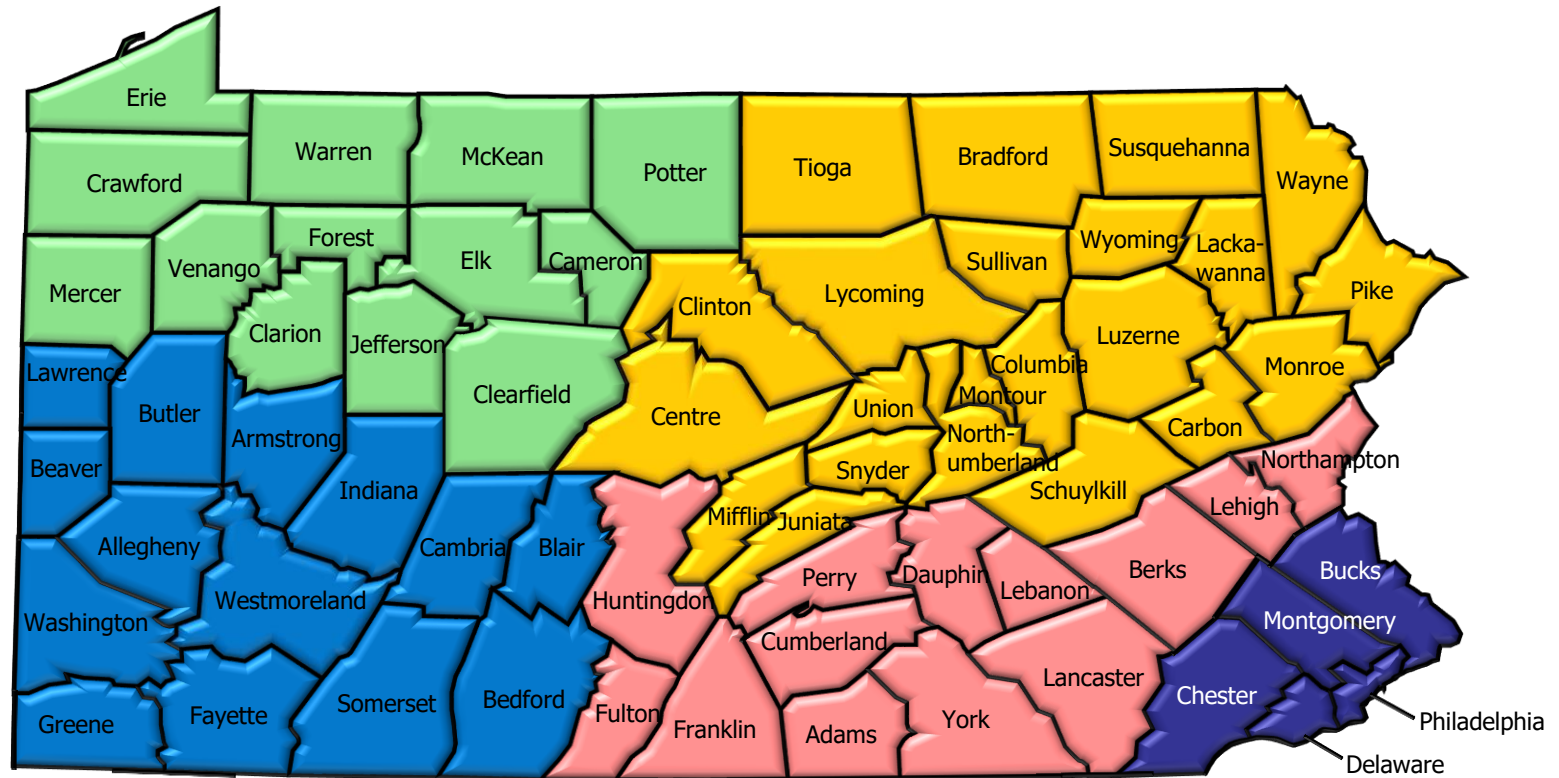 Erie
Warren
McKean
Potter
Tioga
Bradford
Susquehanna
Wayne
Crawford
Forest
Venango
Elk
Cameron
Wyoming
Lacka-
wanna
Sullivan
Mercer
Clarion
Jefferson
Clinton
Lycoming
Luzerne
Pike
Columbia
Monroe
Lawrence
Butler
Clearfield
Centre
Union
Montour
Carbon
Armstrong
Beaver
Indiana
Snyder
North-
umberland
Schuylkill
Northampton
Lehigh
Allegheny
Cambria
Blair
Mifflin
Juniata
Perry
Dauphin
Lebanon
Berks
Bucks
Washington
Westmoreland
Huntingdon
Cumberland
Montgomery
Greene
Fayette
Somerset
Bedford
Fulton
Franklin
Adams
York
Lancaster
Chester
Philadelphia
Delaware